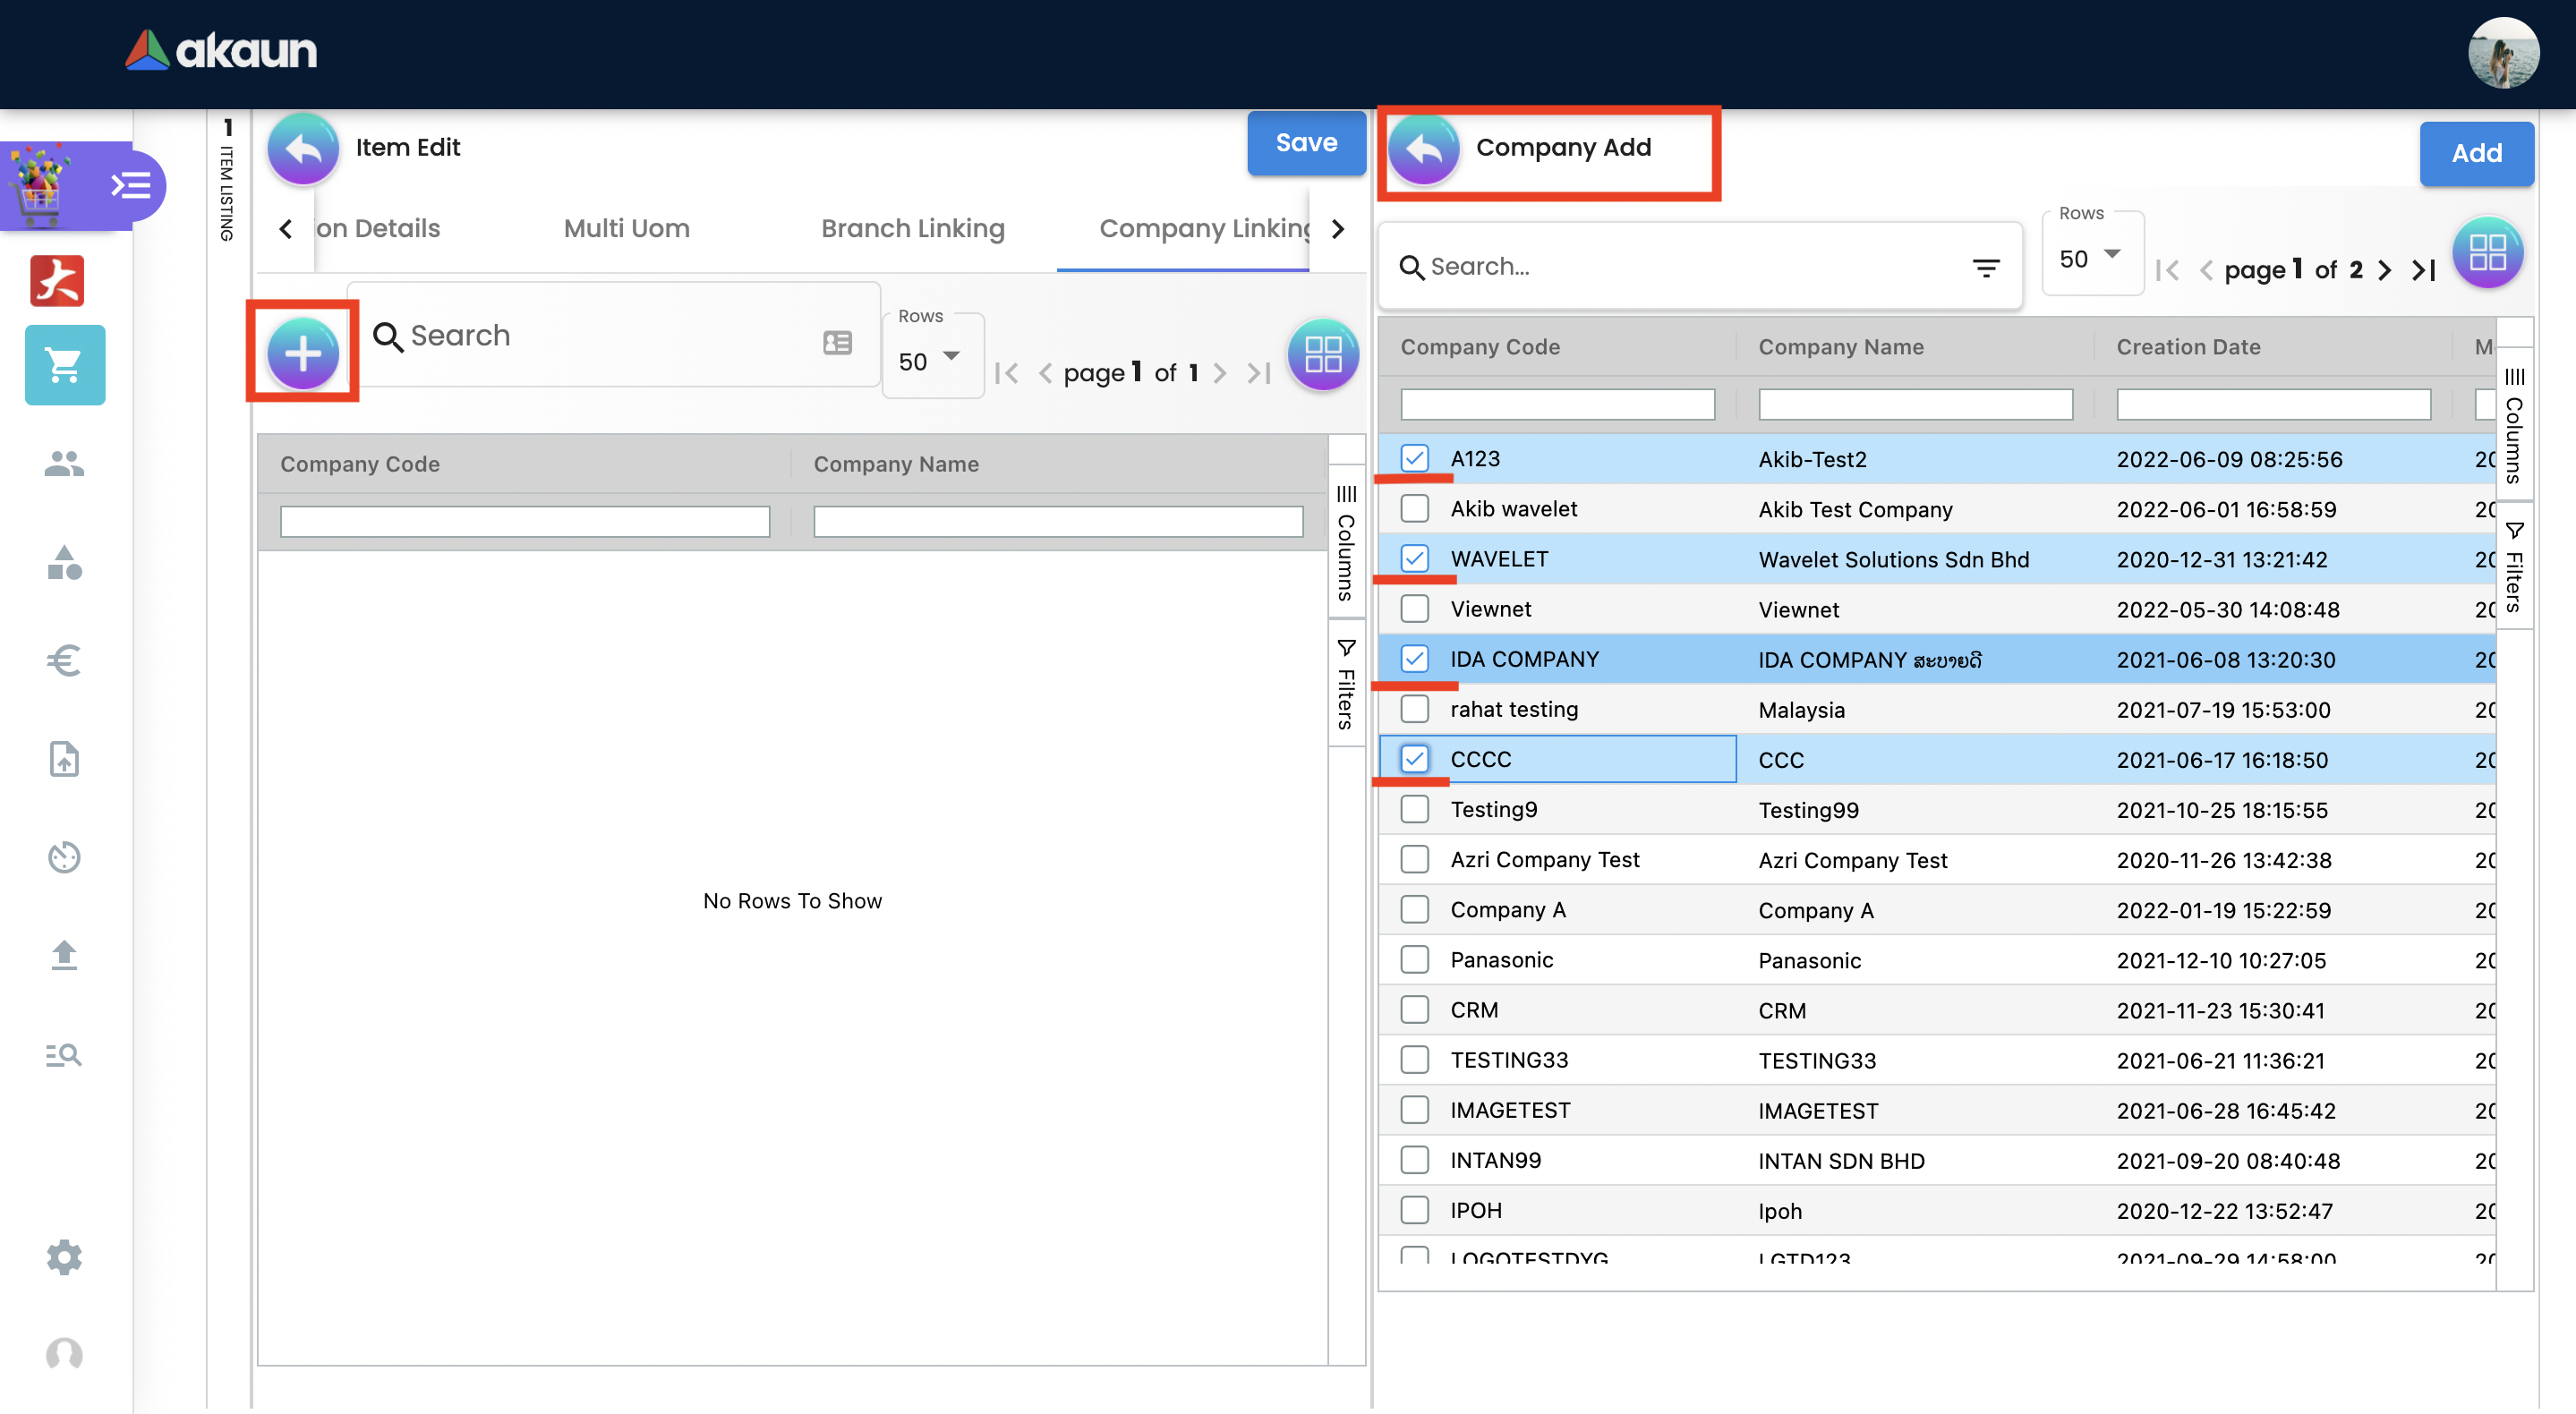 akaun
1 ITEM LISTING
Item Edit
Save
ion Details
Multi Uom
Branch Linking
Company Linking
Search
Rows
50
page 1 of 1
Company Code
Company Name
Columns
Filters
No Rows To Show
Company Add
Add
Search...
Rows
50
page 1 of 2
Company Code Company Name Creation Date
A123 Akib-Test2 2022-06-09 08:25:56 20
Akib wavelet Akib Test Company 2022-06-01 16:58:59 20
WAVELET Wavelet Solutions Sdn Bhd 2020-12-31 13:21:42 20
Viewnet Viewnet 2022-05-30 14:08:48 20
IDA COMPANY IDA COMPANY ສະບາຍດີ 2021-06-08 13:20:30 20
rahat testing Malaysia 2021-07-19 15:53:00 20
CCCC CCC 2021-06-17 16:18:50 20
Testing9 Testing99 2021-10-25 18:15:55 20
Azri Company Test Azri Company Test 2020-11-26 13:42:38 20
Company A Company A 2022-01-19 15:22:59 20
Panasonic Panasonic 2021-12-10 10:27:05 20
CRM CRM 2021-11-23 15:30:41 20
TESTING33 TESTING33 2021-06-21 11:36:21 20
IMAGETEST IMAGETEST 2021-06-28 16:45:42 20
INTAN99 INTAN SDN BHD 2021-09-20 08:40:48 20
IPOH Ipoh 2020-12-22 13:52:47 20
LOGOTESTDYG LGTD123 2021-09-29 14:58:00 20
Columns
Filters